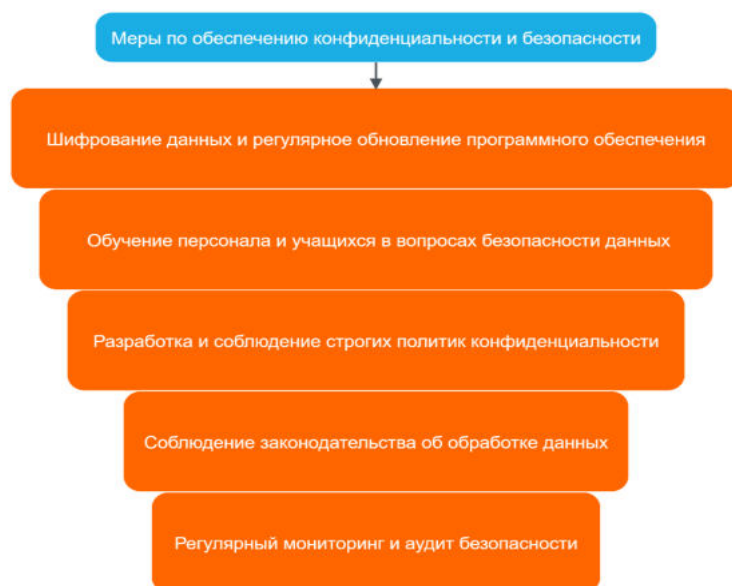 Меры по обеспечению конфиденциальности и безопасности
Шифрование данных и регулярное обновление программного обеспечения
Обучение персонала и учащихся в вопросах безопасности данных
Разработка и соблюдение строгих политик конфиденциальности
Соблюдение законодательства об обработке данных
Регулярный мониторинг и аудит безопасности